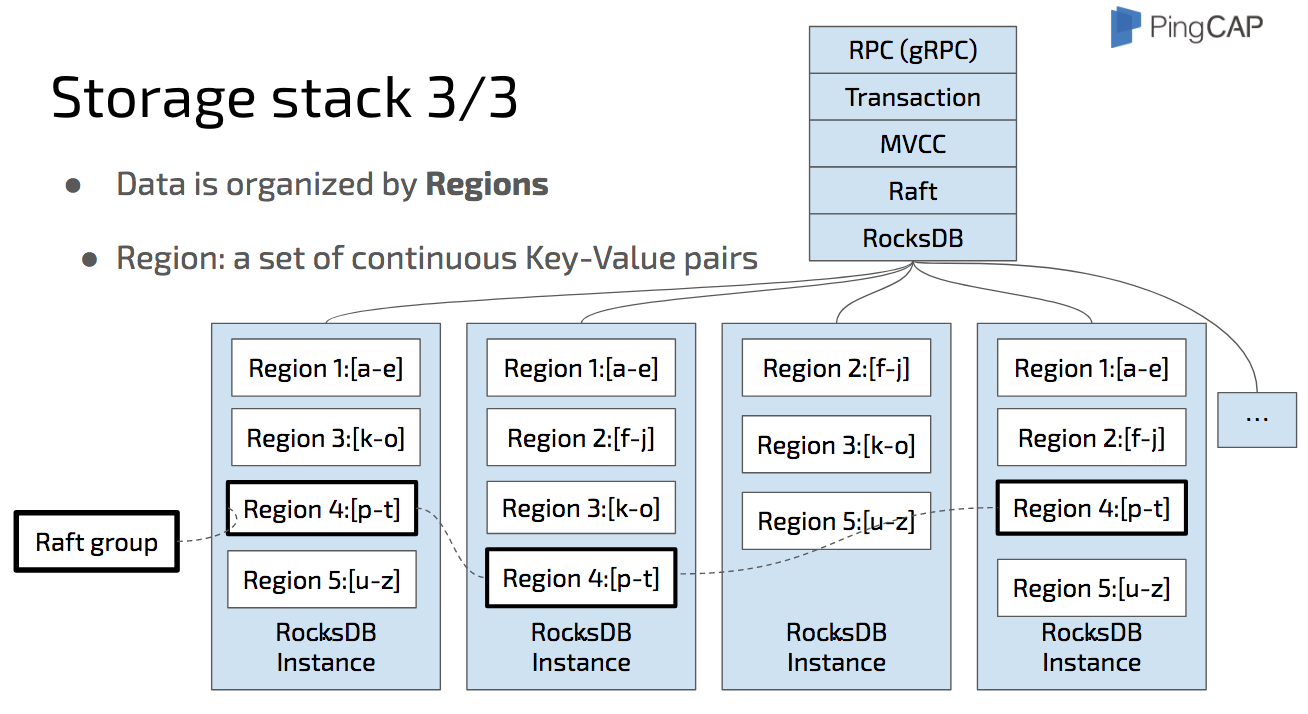 PingCAP
Storage stack 3/3
● Data is organized by Regions
● Region: a set of continuous Key-Value pairs
RPC (gRPC)
Transaction
MVCC
Raft
RocksDB
Region 1:[a-e]
Region 3:[k-o]
Region 4:[p-t]
Region 5:[u-z]
RocksDB
Instance
Region 1:[a-e]
Region 2:[f-j]
Region 3:[k-o]
Region 4:[p-t]
RocksDB
Instance
Region 2:[f-j]
Region 3:[k-o]
Region 5:[u-z]
RocksDB
Instance
Region 1:[a-e]
Region 2:[f-j]
Region 4:[p-t]
Region 5:[u-z]
RocksDB
Instance
...
Raft group